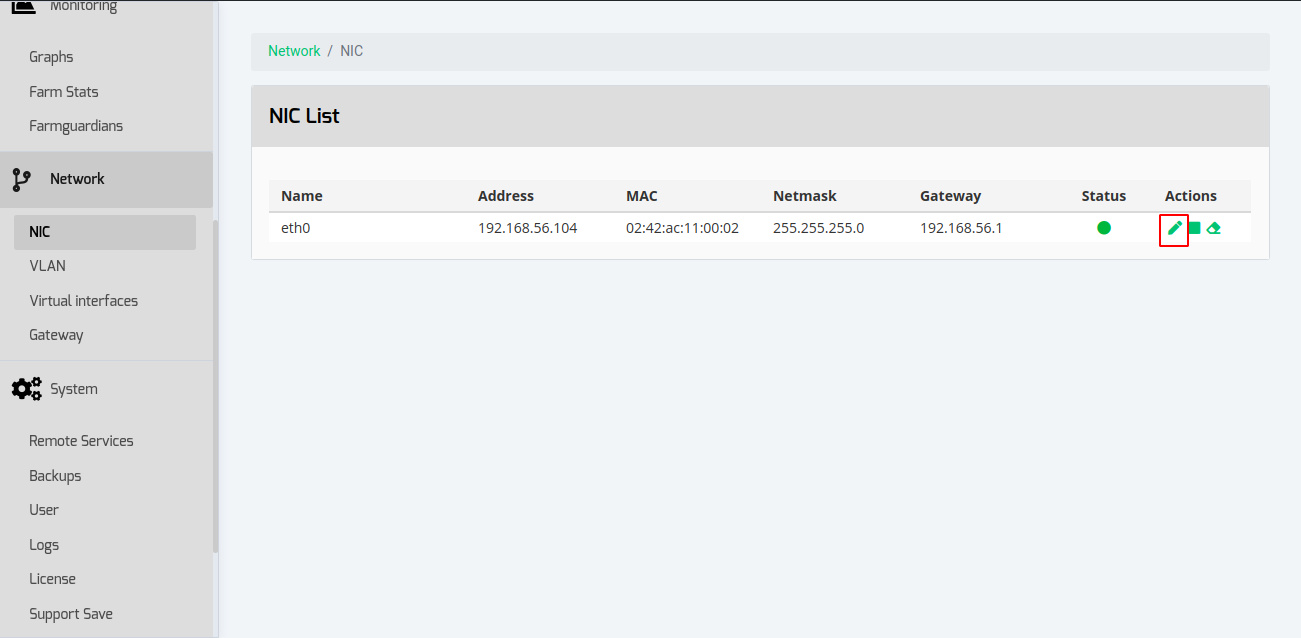 Monitoring
Graphs
Farm Stats
Farmguardians
Network
NIC
VLAN
Virtual interfaces
Gateway
System
Remote Services
Backups
User
Logs
License
Support Save
Network / NIC
NIC List
Name Address MAC Netmask Gateway Status Actions
eth0 192.168.56.104 02:42:ac:11:00:02 255.255.255.0 192.168.56.1